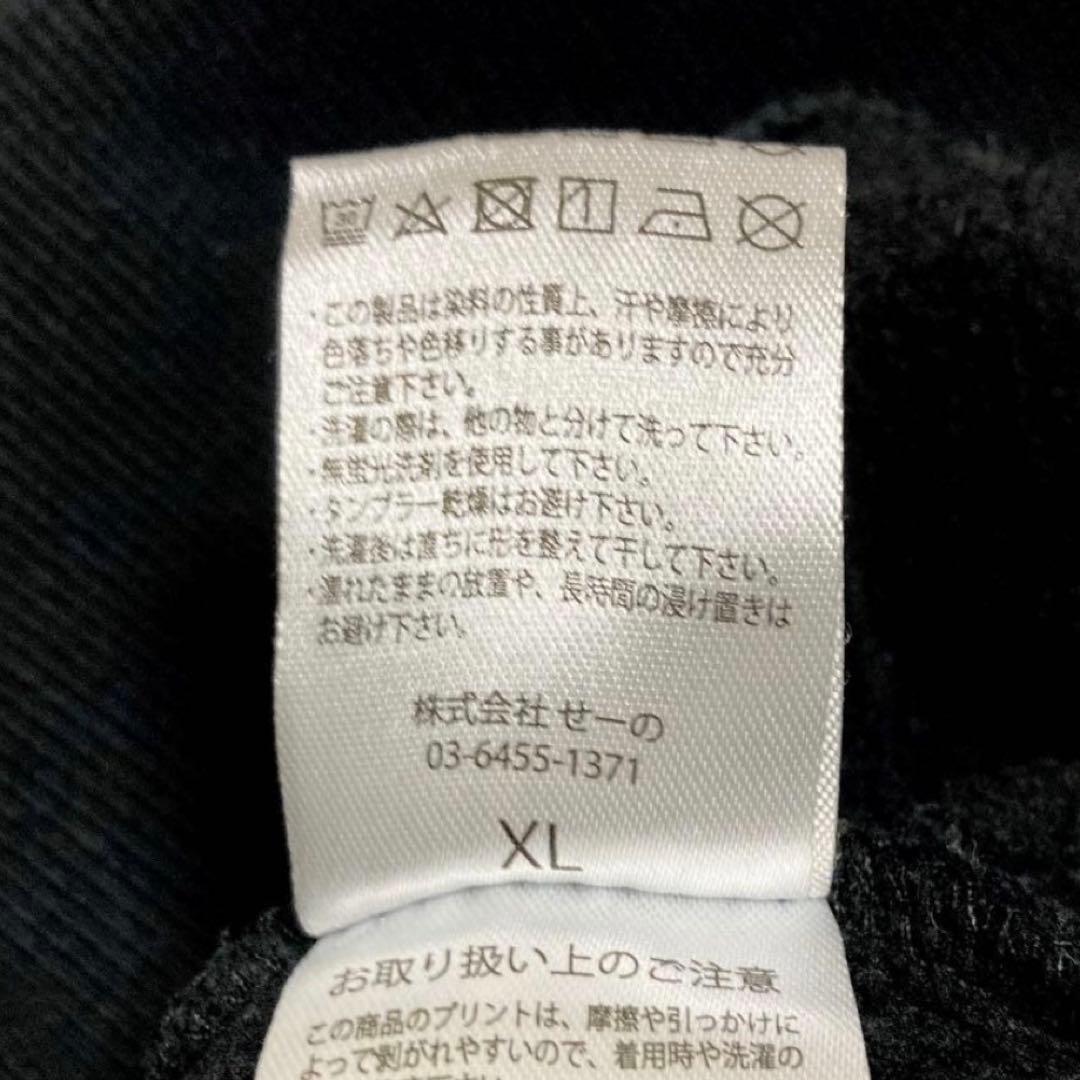 30
・この製品は染料の性質上、汗や摩擦により
色落ちや色移りする事がありますので充分
ご注意下さい。
・洗濯の際は、他の物と分けて洗って下さい。
・無蛍光洗剤を使用して下さい。
・タンブラー乾燥はお避け下さい。
・洗濯後は直ちに形を整えて干して下さい。
・濡れたままの放置や、長時間の浸け置きは
お避け下さい。
株式会社 せーの
03-6455-1371
XL
お取り扱い上のご注意
この商品のプリントは、摩擦や引っかけに
よって剥がれやすいので、着用時や洗濯の